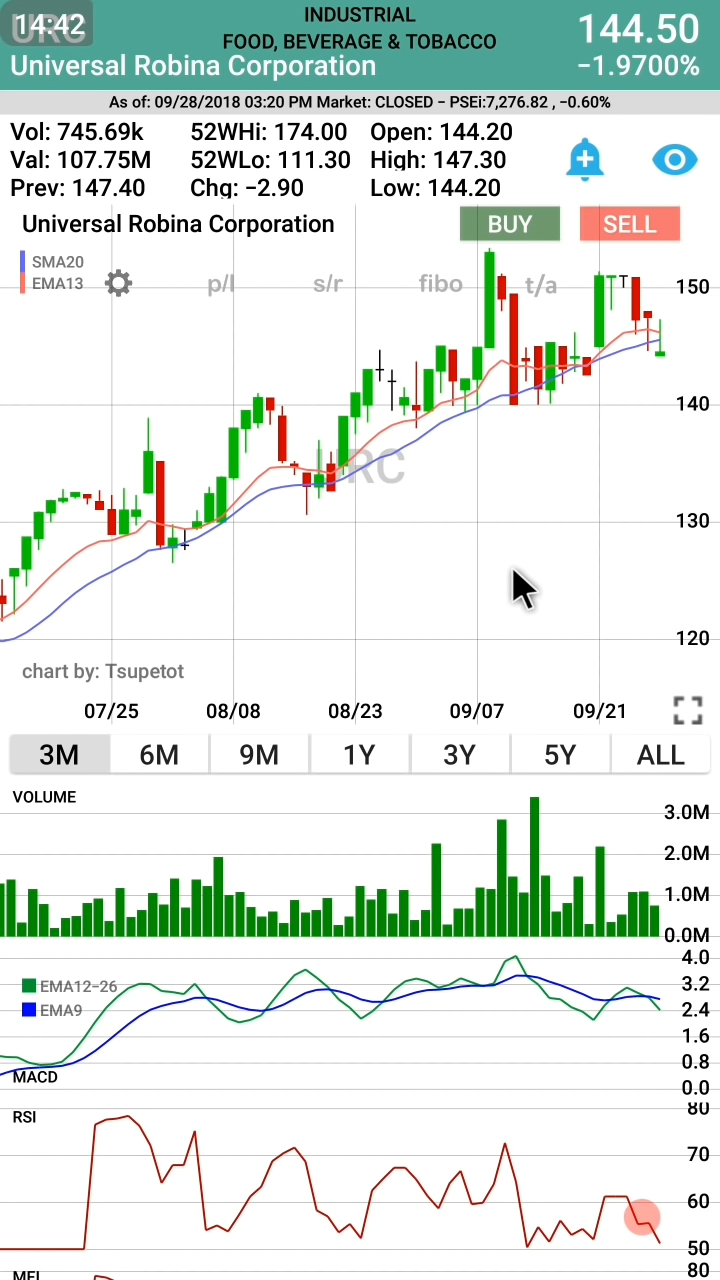 14:42
URC
INDUSTRIAL
FOOD, BEVERAGE & TOBACCO
144.50
Universal Robina Corporation
−1.9700%
As of: 09/28/2018 03:20 PM Market: CLOSED - PSEi:7,276.82 , -0.60%
Vol: 745.69k 52WHi: 174.00 Open: 144.20
Val: 107.75M 52WLo: 111.30 High: 147.30
Prev: 147.40 Chg: −2.90 Low: 144.20
Universal Robina Corporation
BUY
SELL
SMA20
EMA13
p/l s/r fibo t/a
150
140
URC
130
120
chart by: Tsupetot
07/25 08/08 08/23 09/07 09/21
3M 6M 9M 1Y 3Y 5Y ALL
VOLUME
3.0M
2.0M
1.0M
0.0M
4.0
EMA12-26
3.2
EMA9
2.4
1.6
0.8
MACD
0.0
80
RSI
70
60
50
80
MFI